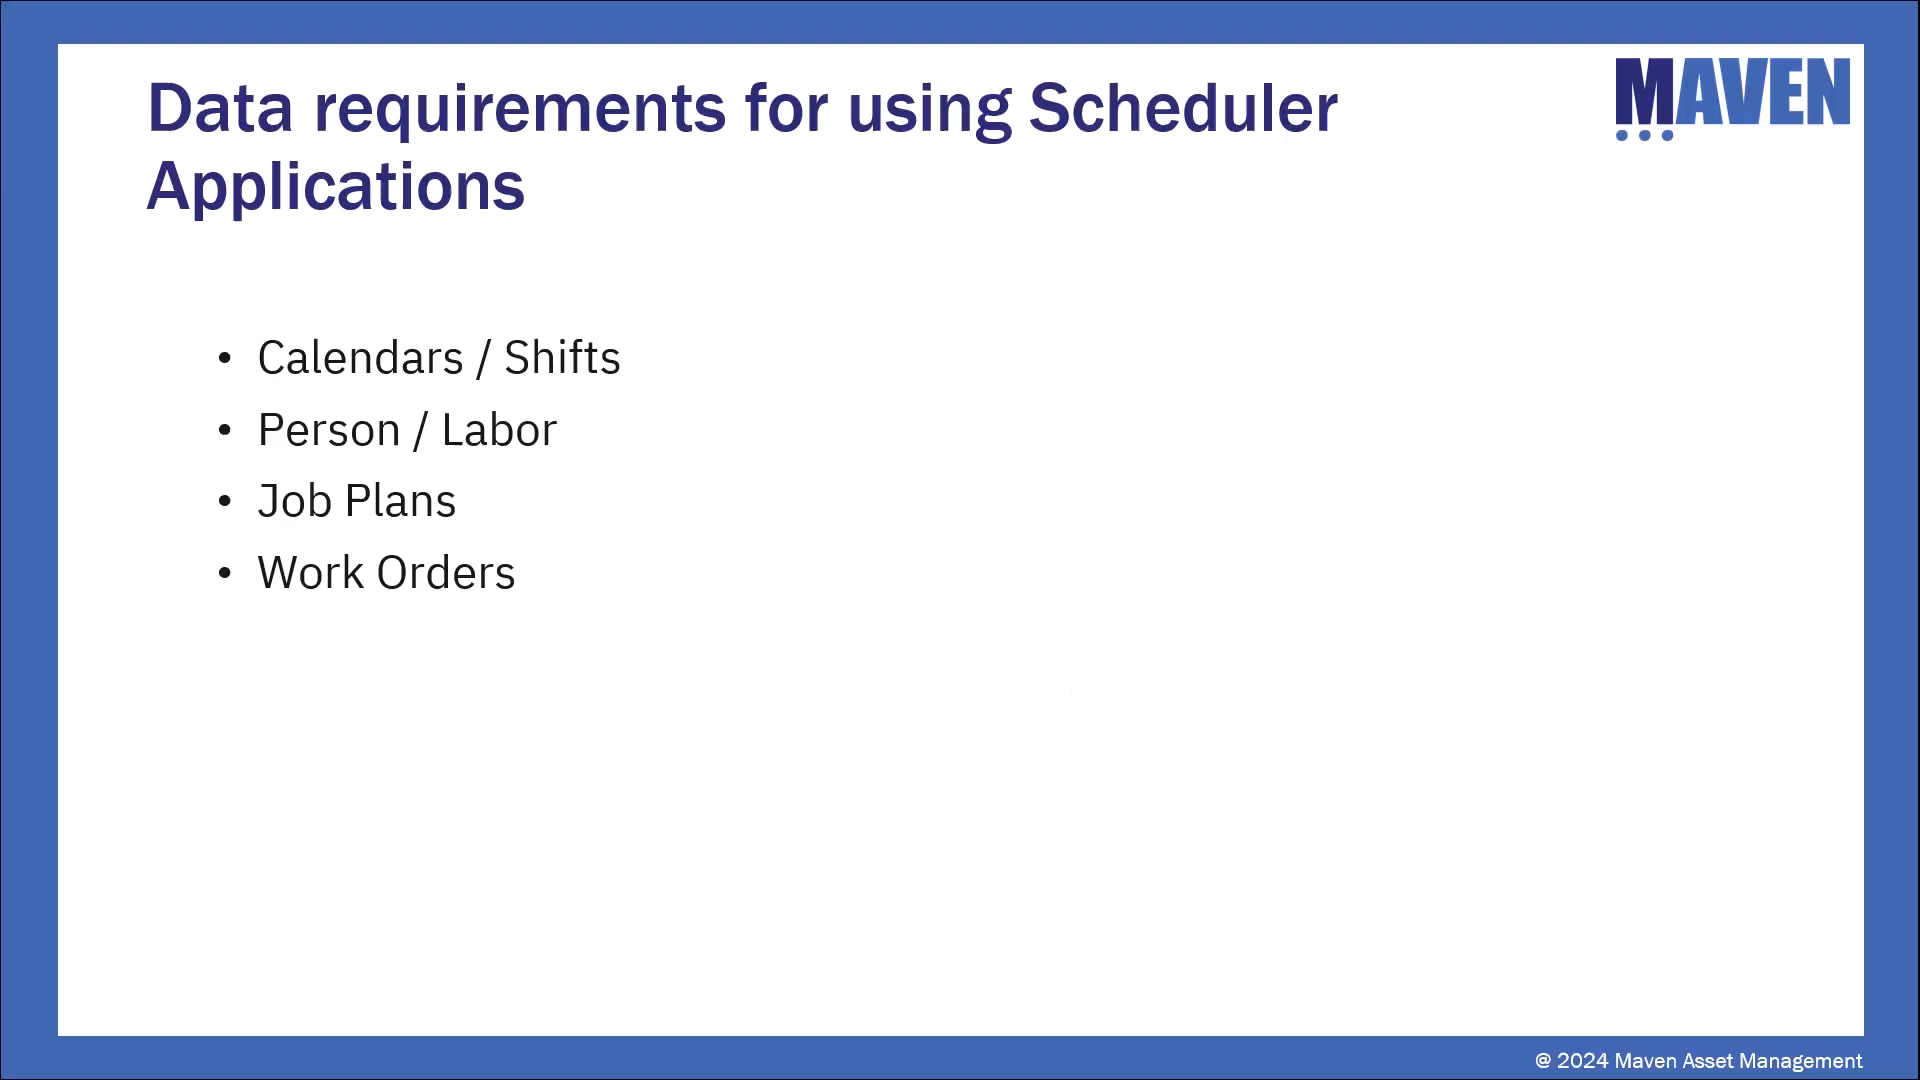 Data requirements for using Scheduler
Applications
MAVEN
• Calendars / Shifts
• Person / Labor
• Job Plans
• Work Orders
@ 2024 Maven Asset Management